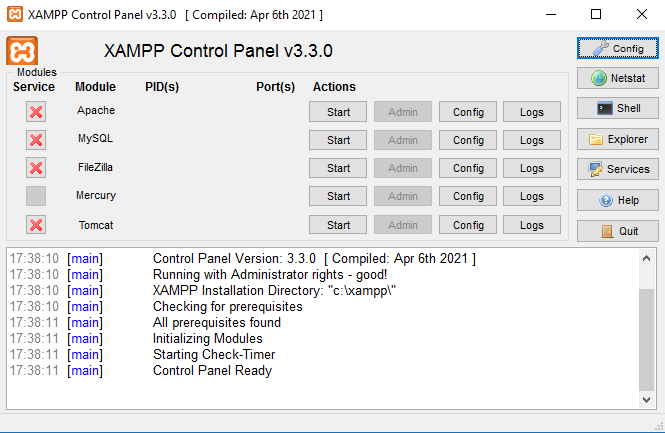 XAMPP Control Panel v3.3.0 [ Compiled: Apr 6th 2021 ]
XAMPP Control Panel v3.3.0
Config
Modules
Service Module PID(s) Port(s) Actions
Netstat
Apache Start Admin Config Logs
Shell
MySQL Start Admin Config Logs
Explorer
FileZilla Start Admin Config Logs
Services
Mercury Start Admin Config Logs
Help
Tomcat Start Admin Config Logs
Quit
17:38:10 [main] Control Panel Version: 3.3.0 [ Compiled: Apr 6th 2021 ]
17:38:10 [main] Running with Administrator rights - good!
17:38:10 [main] XAMPP Installation Directory: "c:\xampp\"
17:38:10 [main] Checking for prerequisites
17:38:11 [main] All prerequisites found
17:38:11 [main] Initializing Modules
17:38:11 [main] Starting Check-Timer
17:38:11 [main] Control Panel Ready